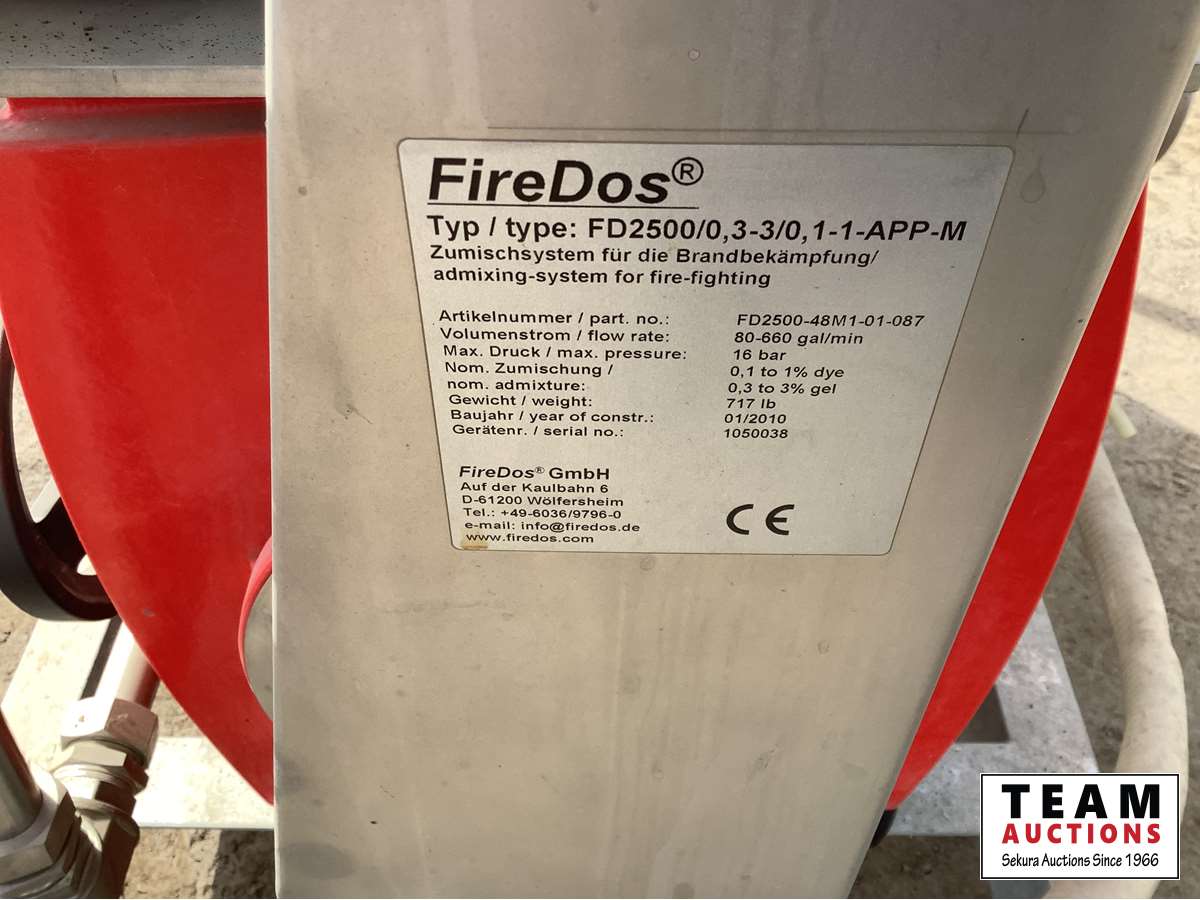 FireDos®
Typ / type: FD2500/0,3-3/0,1-1-APP-M
Zumischsystem für die Brandbekämpfung/
admixing-system for fire-fighting
Artikelnummer / part. no.: FD2500-48M1-01-087
Volumenstrom / flow rate: 80-660 gal/min
Max. Druck / max. pressure: 16 bar
Nom. Zumischung / 0,1 to 1% dye
nom. admixture: 0,3 to 3% gel
Gewicht / weight: 717 lb
Baujahr / year of constr.: 01/2010
Gerätenr. / serial no.: 1050038
FireDos® GmbH
Auf der Kaulbahn 6
D-61200 Wölfersheim
Tel.: +49-6036/9796-0
e-mail: info@firedos.de
www.firedos.com
CE
TEAM
AUCTIONS
Sekura Auctions Since 1966